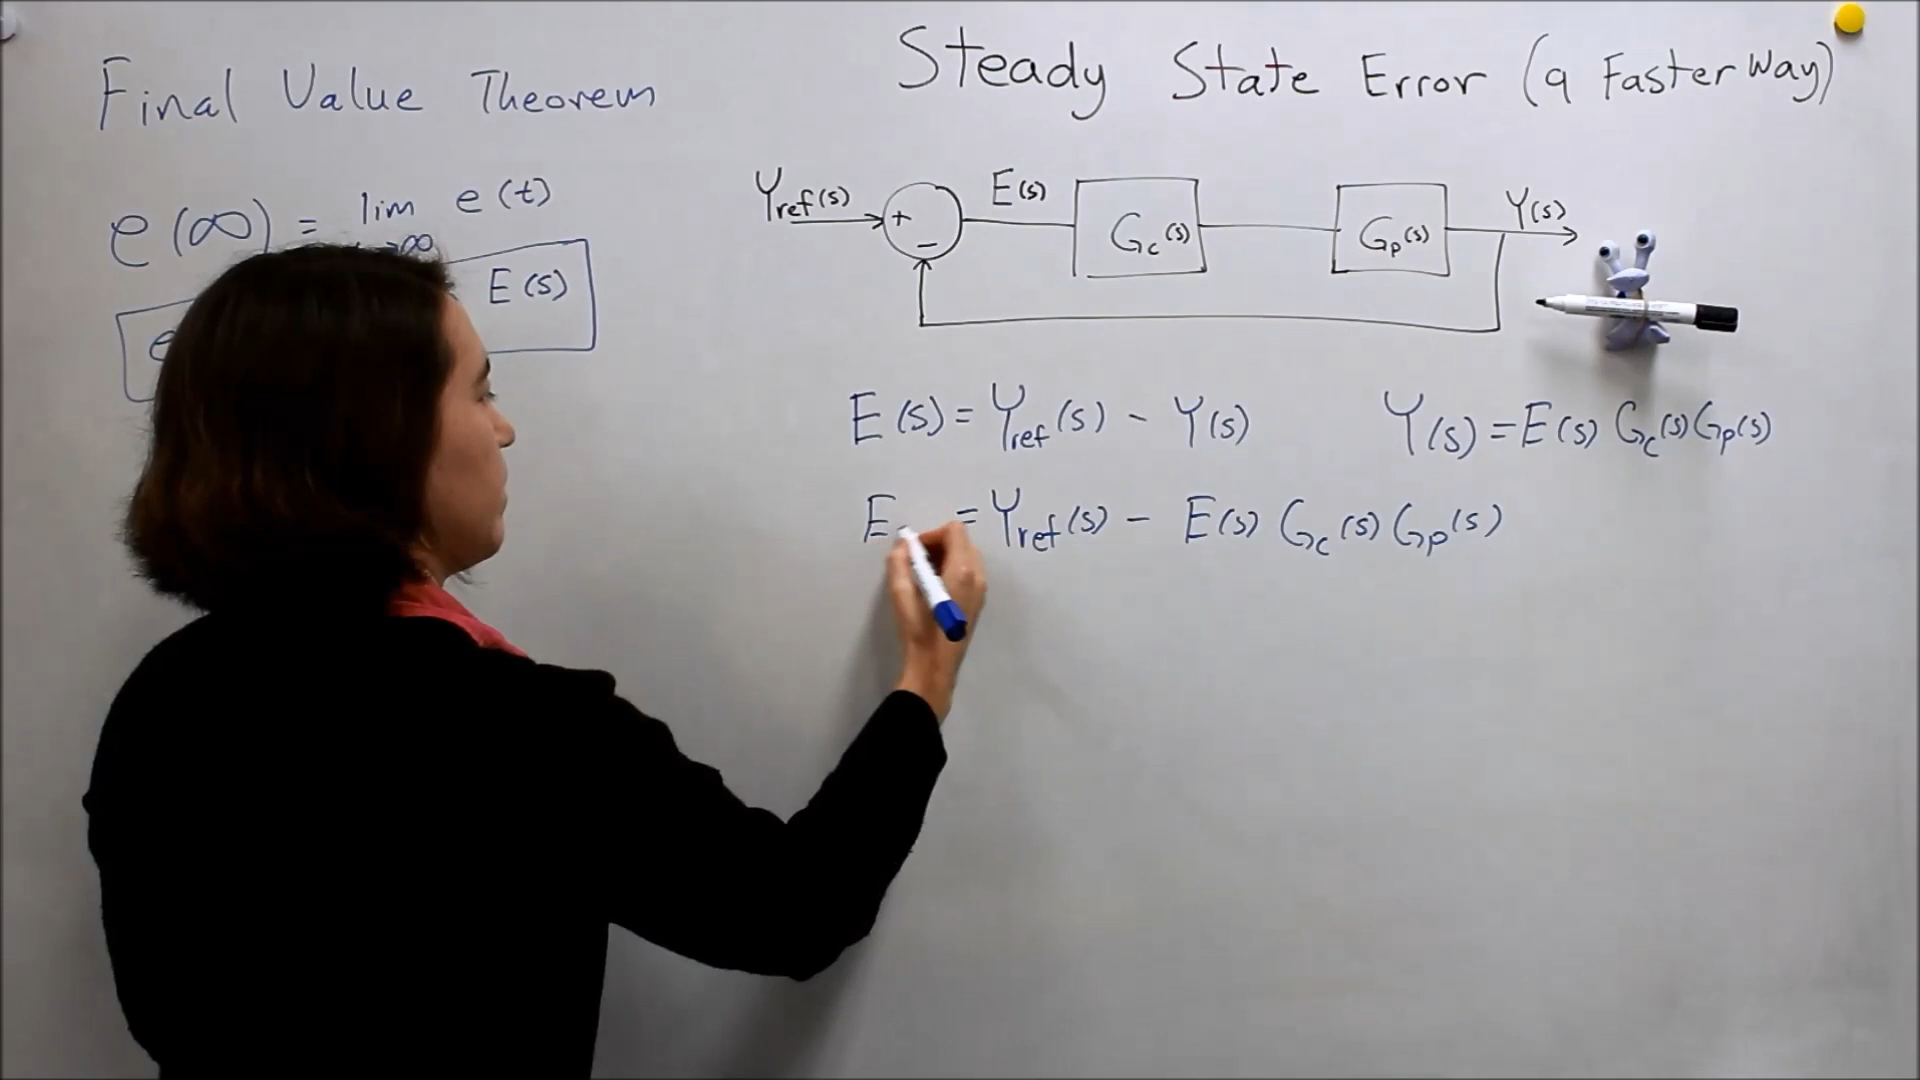 Final Value Theorem
e(∞) = lim e(t)
∞
e E(s)
Steady State Error (a Faster Way)
Yref(s) + − E(s) Gc(s) Gp(s) Y(s)
E(s) = Yref(s) − Y(s) Y(s) = E(s) Gc(s) Gp(s)
E = Yref(s) − E(s) Gc(s) Gp(s)